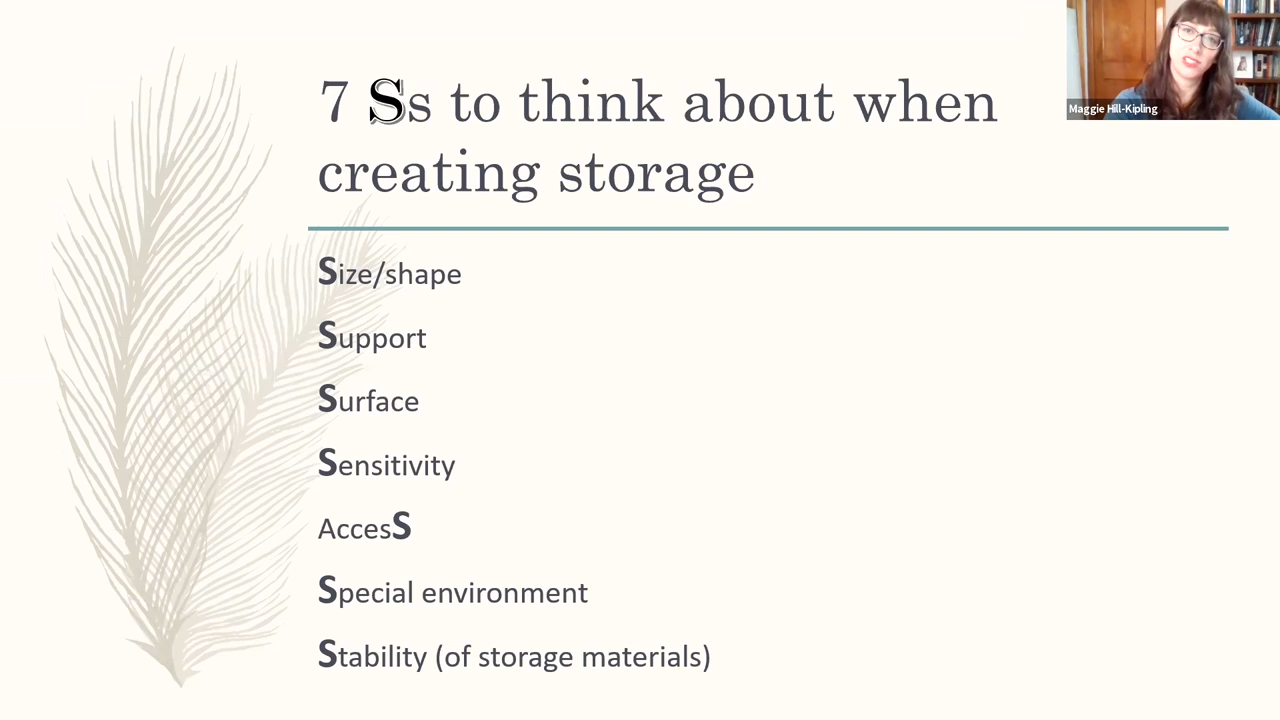 7 Ss to think about when
creating storage
Size/shape
Support
Surface
Sensitivity
AccesS
Special environment
Stability (of storage materials)
Maggie Hill-Kipling